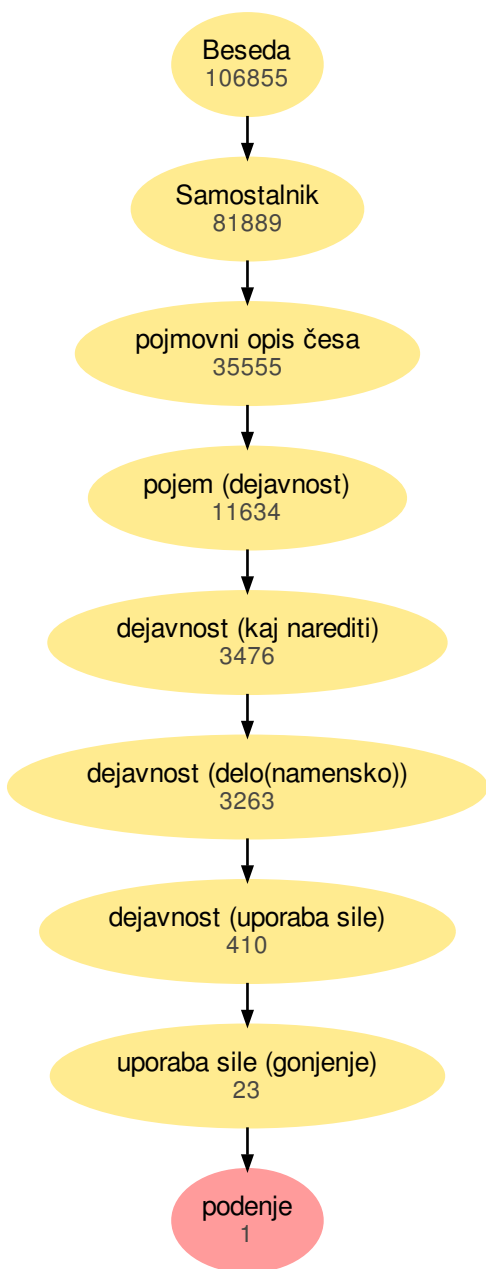 Beseda
106855
Samostalnik
81889
pojmovni opis česa
35555
pojem (dejavnost)
11634
dejavnost (kaj narediti)
3476
dejavnost (delo(namensko))
3263
dejavnost (uporaba sile)
410
uporaba sile (gonjenje)
23
podenje
1